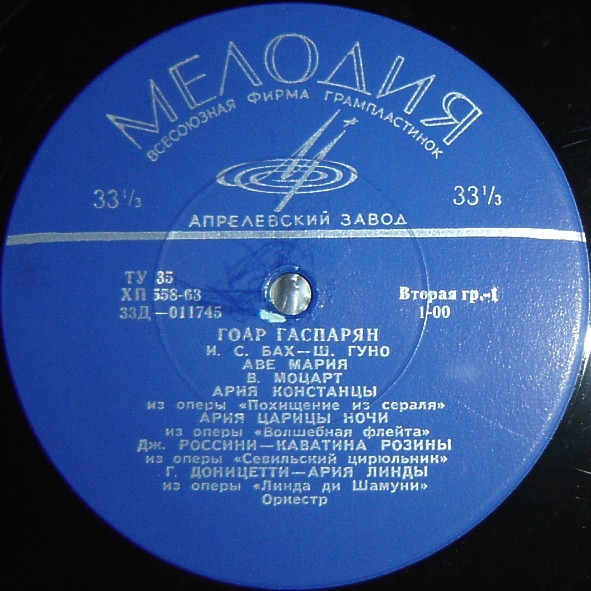 МЕЛОДИЯ
ВСЕСОЮЗНАЯ ФИРМА ГРАМПЛАСТИНОК
33⅓ 33⅓
АПРЕЛЕВСКИЙ ЗАВОД
ТУ 35
ХП 558-63 Вторая гр.-1
33Д—011745 1-00
ГОАР ГАСПАРЯН
И. С. БАХ—Ш. ГУНО
АВЕ МАРИЯ
В. МОЦАРТ
АРИЯ КОНСТАНЦЫ
из оперы «Похищение из сераля»
АРИЯ ЦАРИЦЫ НОЧИ
из оперы «Волшебная флейта»
Дж. РОССИНИ—КАВАТИНА РОЗИНЫ
из оперы «Севильский цирюльник»
Г. ДОНИЦЕТТИ—АРИЯ ЛИНДЫ
из оперы «Линда ди Шамуни»
Оркестр